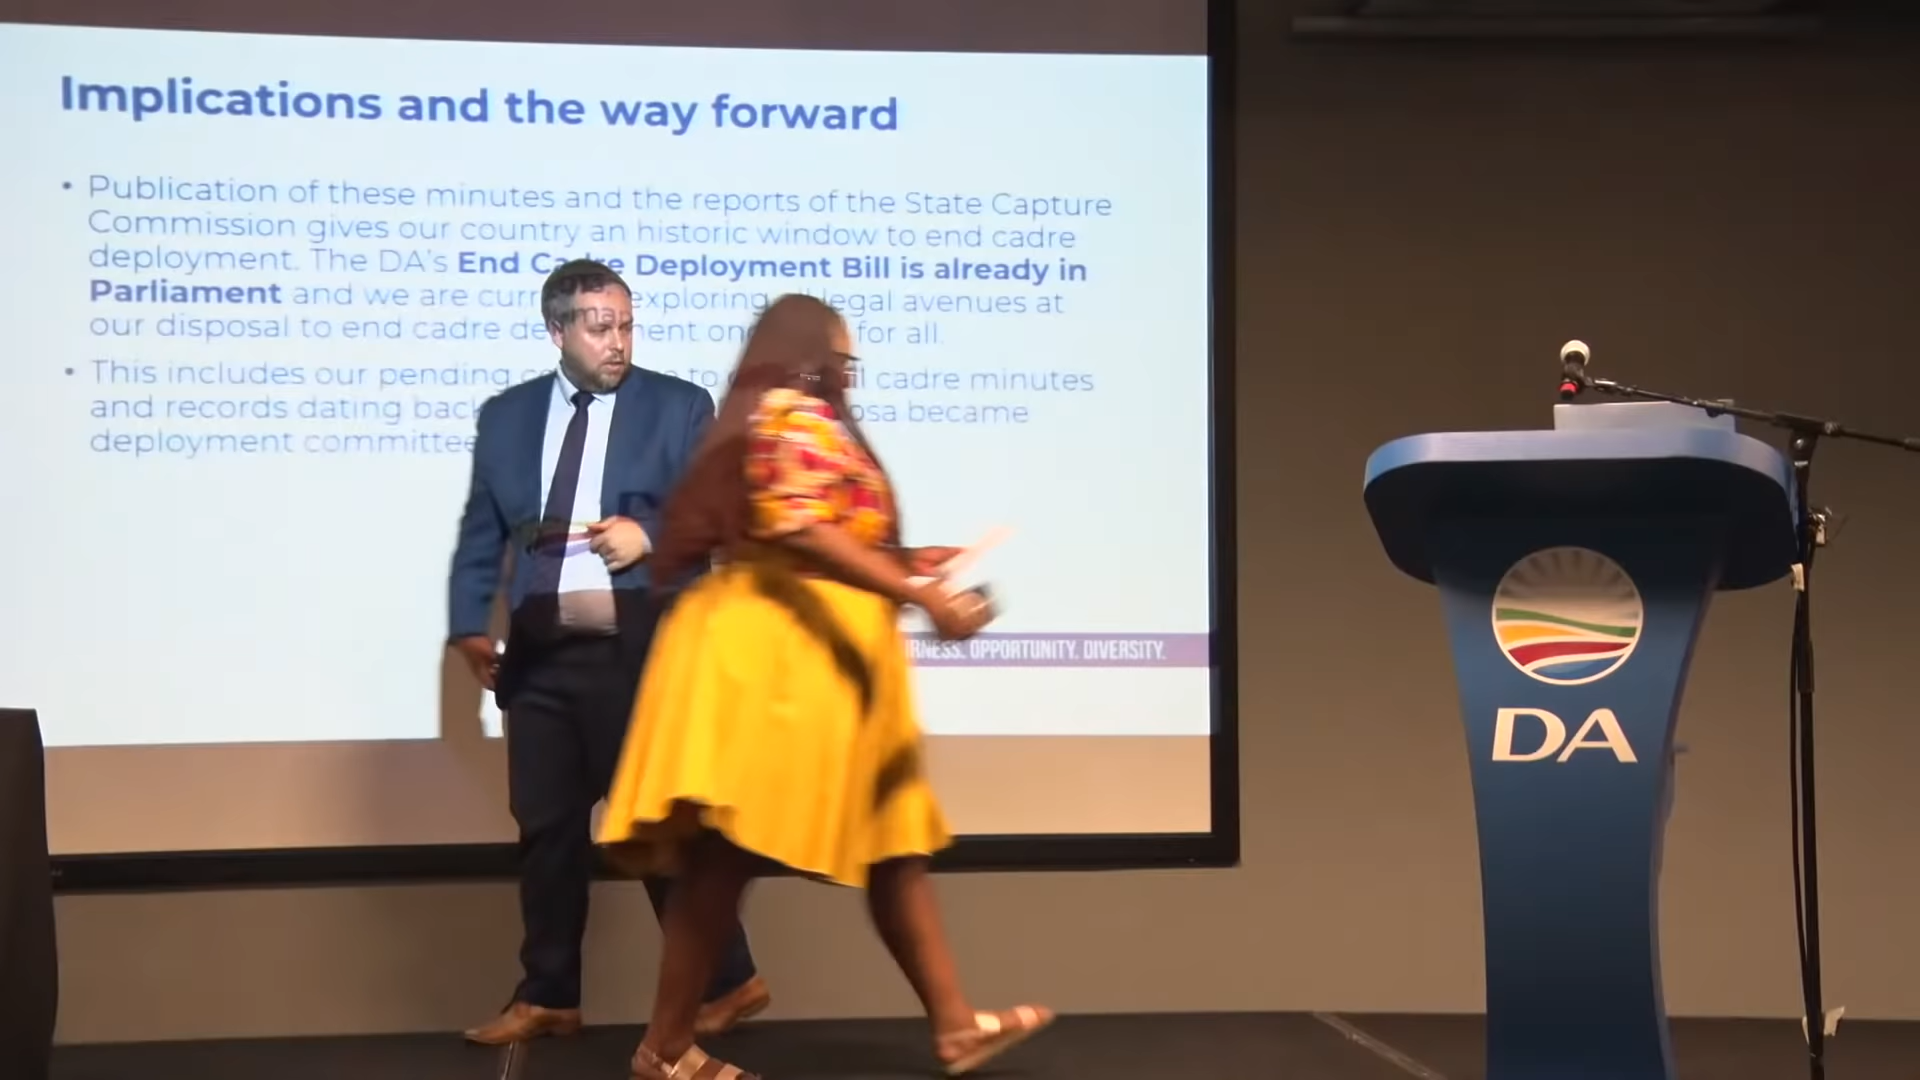 Implications and the way forward
• Publication of these minutes and the reports of the State Capture
Commission gives our country an historic window to end cadre
deployment. The DA's End Cadre Deployment Bill is already in
Parliament and we are exploring legal avenues at
our disposal to end cadre for all.
• This includes our pending to cadre minutes
and records dating back became
deployment committee
OPPORTUNITY. DIVERSITY.
DA